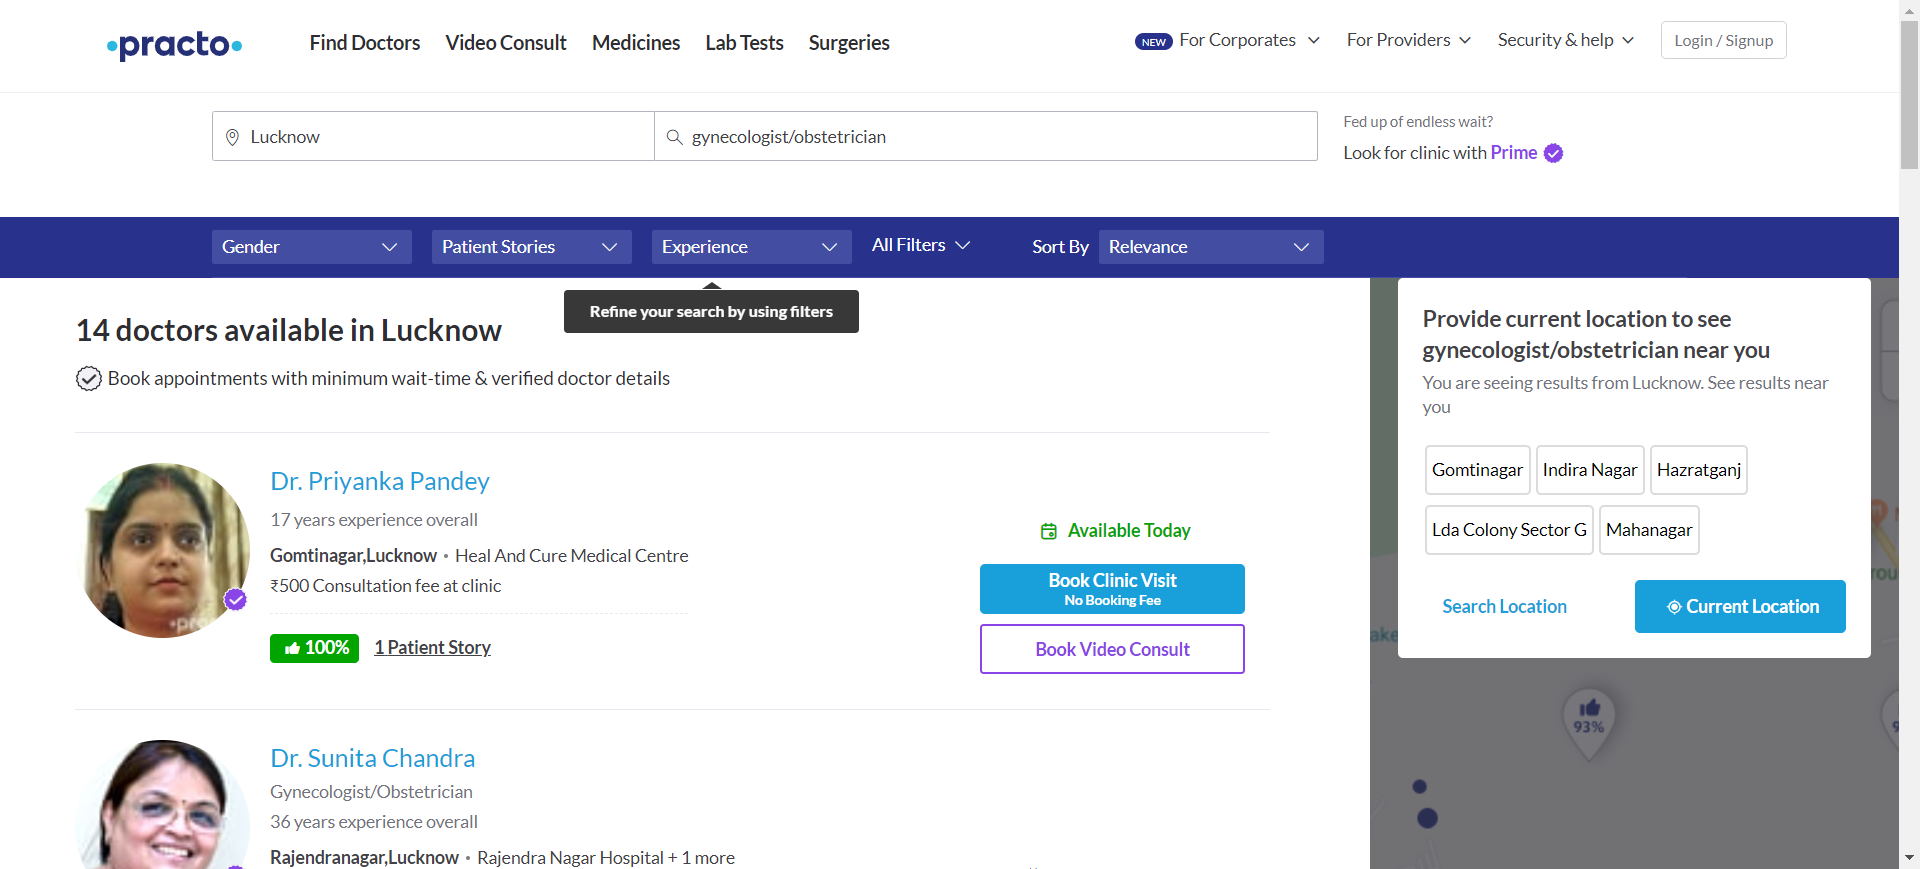 practo
Find Doctors
Video Consult
Medicines
Lab Tests
Surgeries
NEW
For Corporates
For Providers
Security & help
Login / Signup
Lucknow
gynecologist/obstetrician
Fed up of endless wait?
Look for clinic with Prime
Gender
Patient Stories
Experience
All Filters
Sort By
Relevance
Refine your search by using filters
14 doctors available in Lucknow
Book appointments with minimum wait-time & verified doctor details
Dr. Priyanka Pandey
17 years experience overall
Gomtinagar,Lucknow • Heal And Cure Medical Centre
₹500 Consultation fee at clinic
100%
1 Patient Story
Available Today
Book Clinic Visit
No Booking Fee
Book Video Consult
Dr. Sunita Chandra
Gynecologist/Obstetrician
36 years experience overall
Rajendranagar,Lucknow • Rajendra Nagar Hospital + 1 more
Provide current location to see
gynecologist/obstetrician near you
You are seeing results from Lucknow. See results near
you
Gomtinagar
Indira Nagar
Hazratganj
Lda Colony Sector G
Mahanagar
Search Location
Current Location
93%